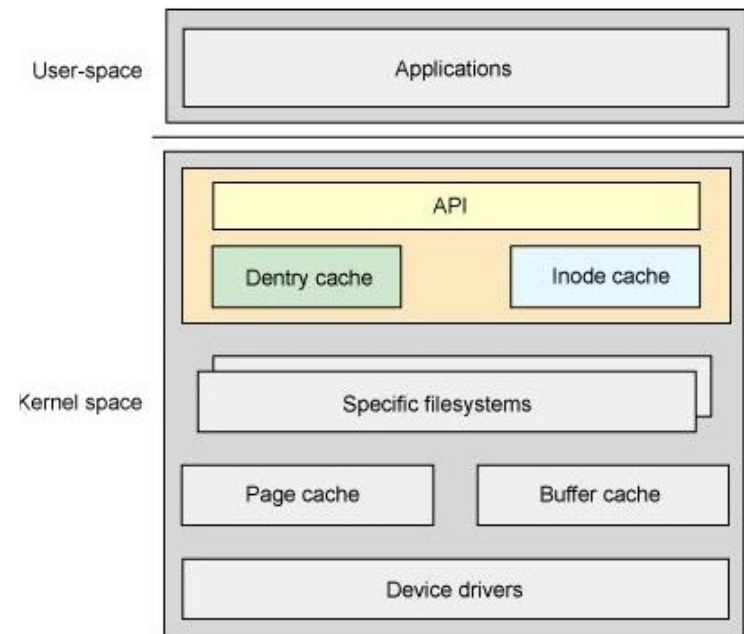 User-space
Applications
API
Dentry cache
Inode cache
Kernel space
Specific filesystems
Page cache
Buffer cache
Device drivers